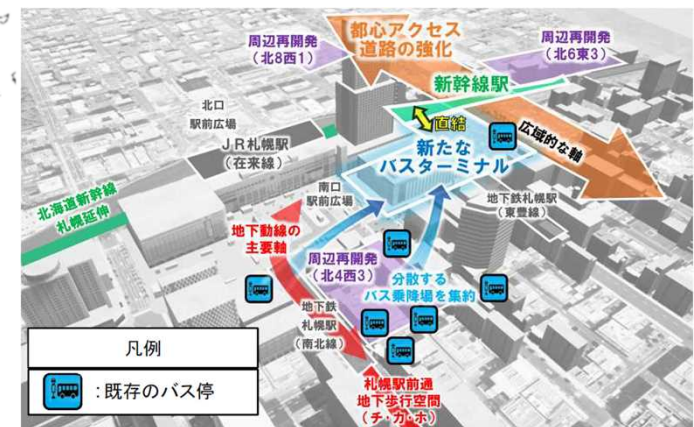 都心アクセス
道路の強化
周辺再開発
（北8西1）
周辺再開発
（北6東3）
新幹線駅
北口
駅前広場
直結
広域的な軸
JR札幌駅
（在来線）
新たな
バスターミナル
南口
駅前広場
地下鉄札幌駅
（東豊線）
北海道新幹線
札幌延伸
地下動線の
主要軸
周辺再開発
（北4西3）
分散する
バス乗降場を集約
地下鉄
札幌駅
（南北線）
凡例
：既存のバス停
札幌駅前通
地下歩行空間
（チ・カ・ホ）